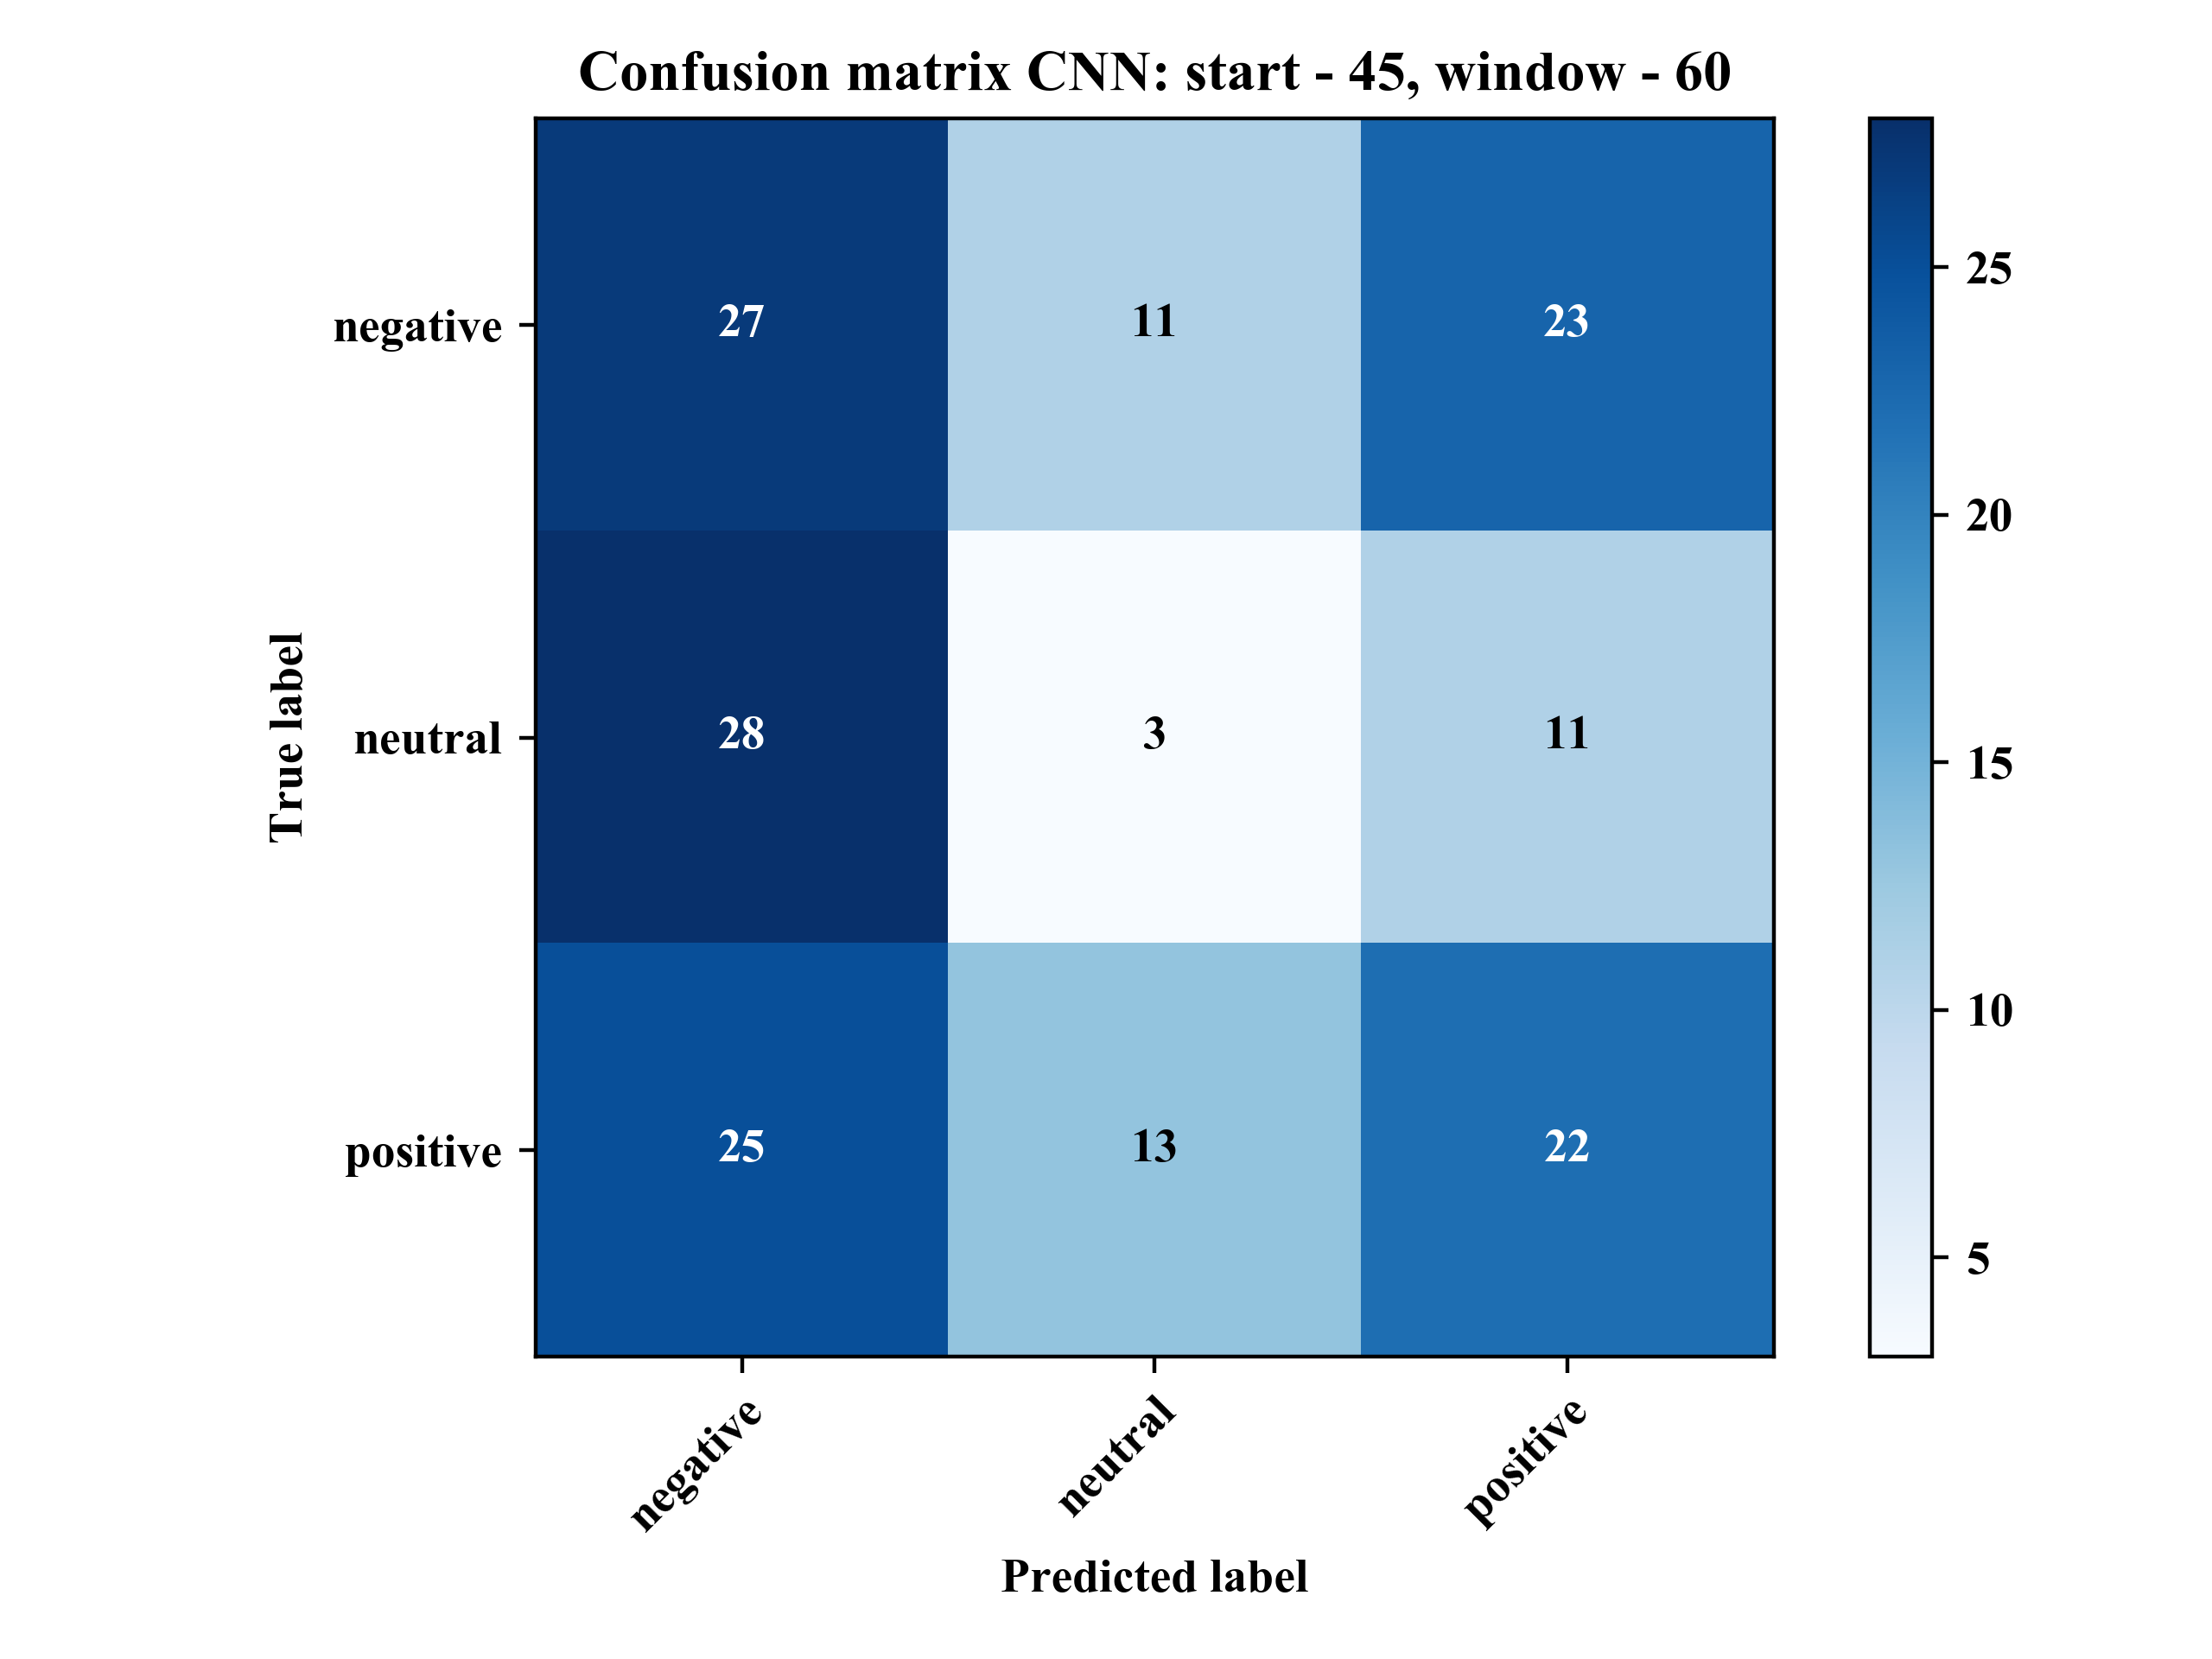 Confusion matrix CNN: start - 45, window - 60
negative 27 11 23
neutral 28 3 11
positive 25 13 22
negative neutral positive
Predicted label
True label
25
20
15
10
5